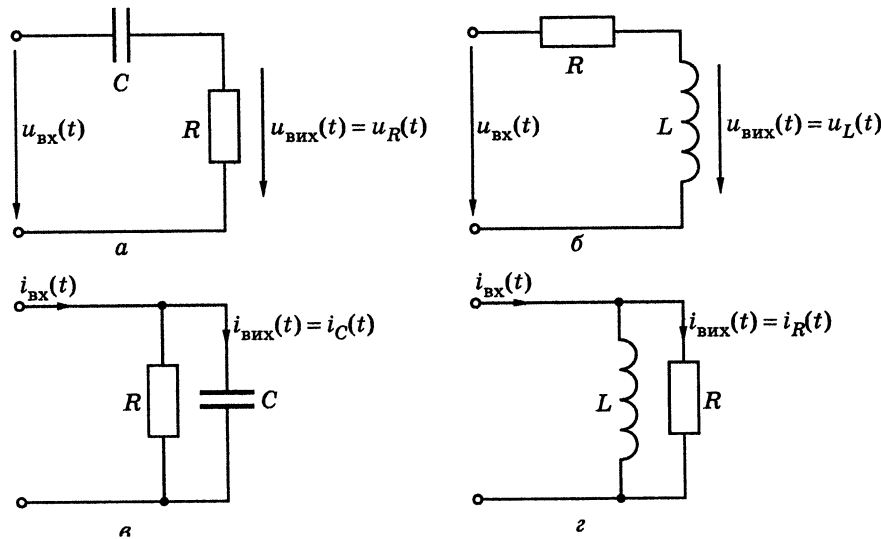 C
u_вх(t)
R
u_вих(t) = u_R(t)
а
R
u_вх(t)
L
u_вих(t) = u_L(t)
б
i_вх(t)
i_вих(t) = i_C(t)
R
C
в
i_вх(t)
i_вих(t) = i_R(t)
L
R
г